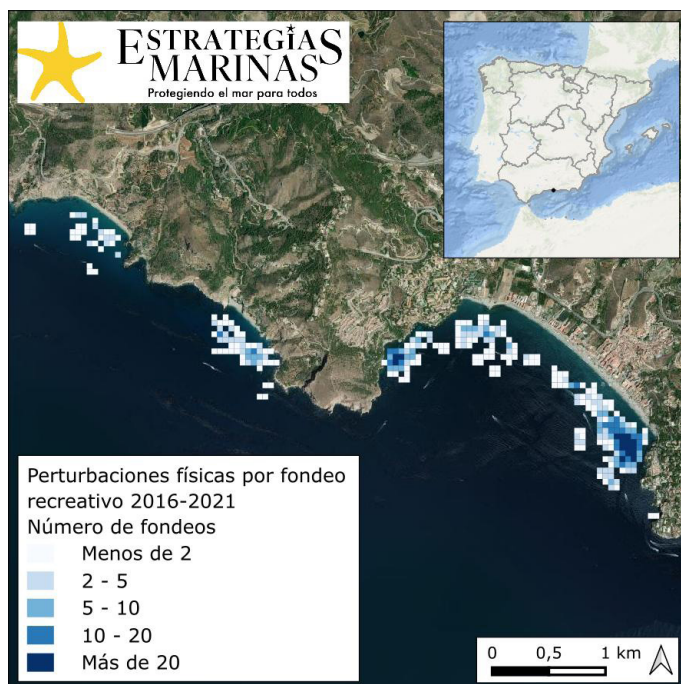 ESTRATEGIAS
MARINAS
Protegiendo el mar para todos
Perturbaciones físicas por fondeo
recreativo 2016-2021
Número de fondeos
Menos de 2
2 - 5
5 - 10
10 - 20
Más de 20
0 0,5 1 km